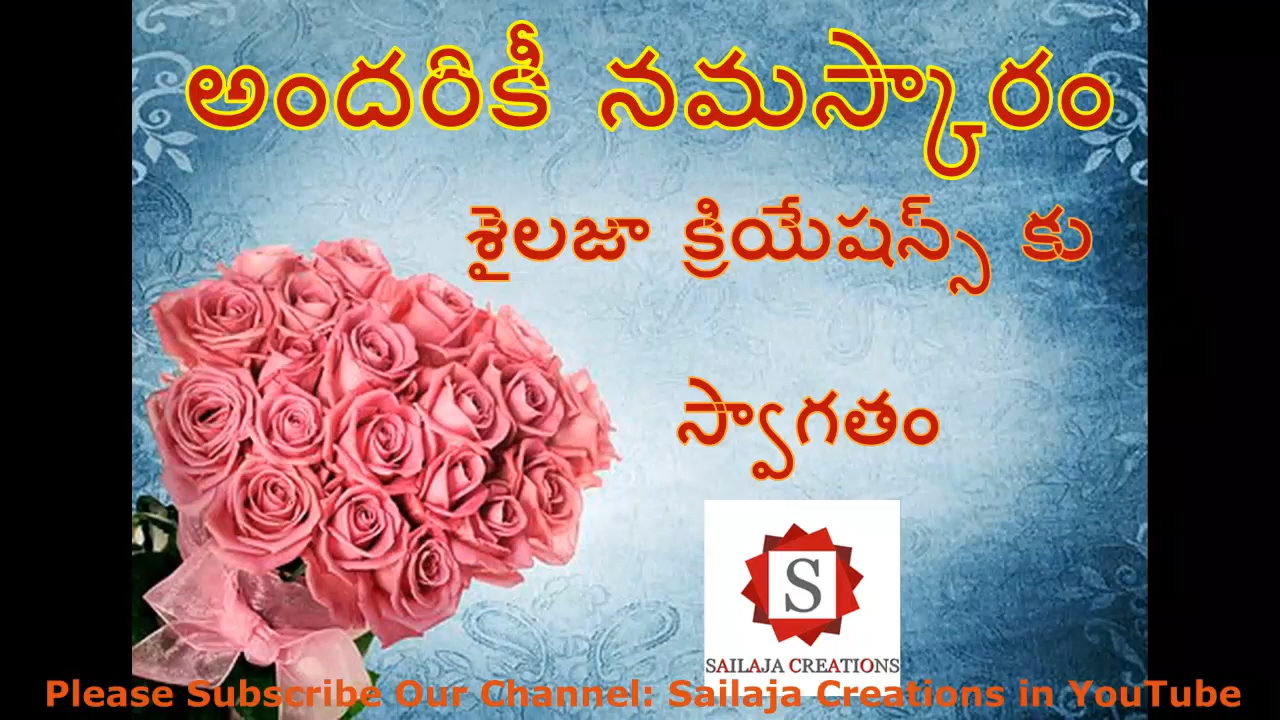 అందరికీ నమస్కారం
శైలజా క్రియేషన్స్ కు
స్వాగతం
S
SAILAJA CREATIONS
Please Subscribe Our Channel: Sailaja Creations in YouTube